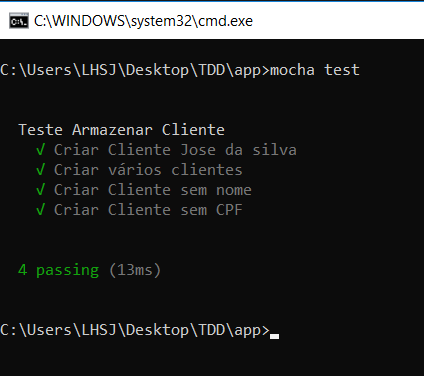 C:\WINDOWS\system32\cmd.exe
C:\Users\LHSJ\Desktop\TDD\app>mocha test
Teste Armazenar Cliente
√ Criar Cliente Jose da silva
√ Criar vários clientes
√ Criar Cliente sem nome
√ Criar Cliente sem CPF
4 passing (13ms)
C:\Users\LHSJ\Desktop\TDD\app>